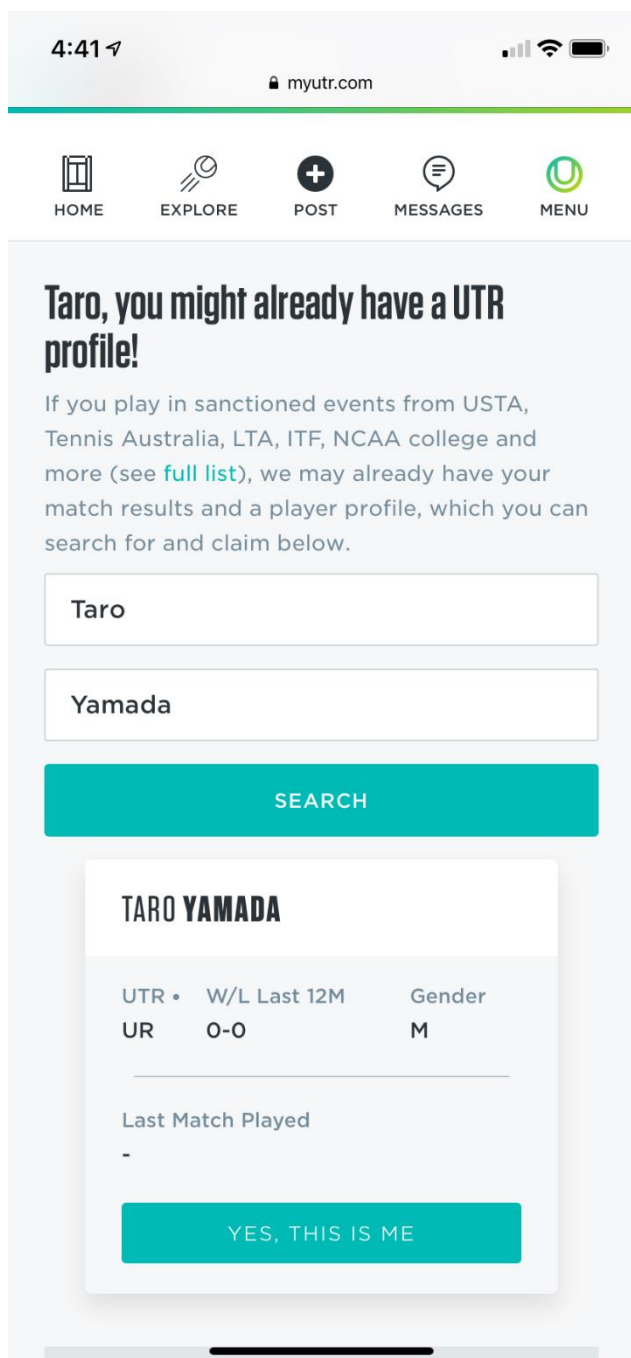 4:41
myutr.com
HOME EXPLORE POST MESSAGES MENU
Taro, you might already have a UTR
profile!
If you play in sanctioned events from USTA,
Tennis Australia, LTA, ITF, NCAA college and
more (see full list), we may already have your
match results and a player profile, which you can
search for and claim below.
Taro
Yamada
SEARCH
TARO YAMADA
UTR • W/L Last 12M Gender
UR 0-0 M
Last Match Played
-
YES, THIS IS ME